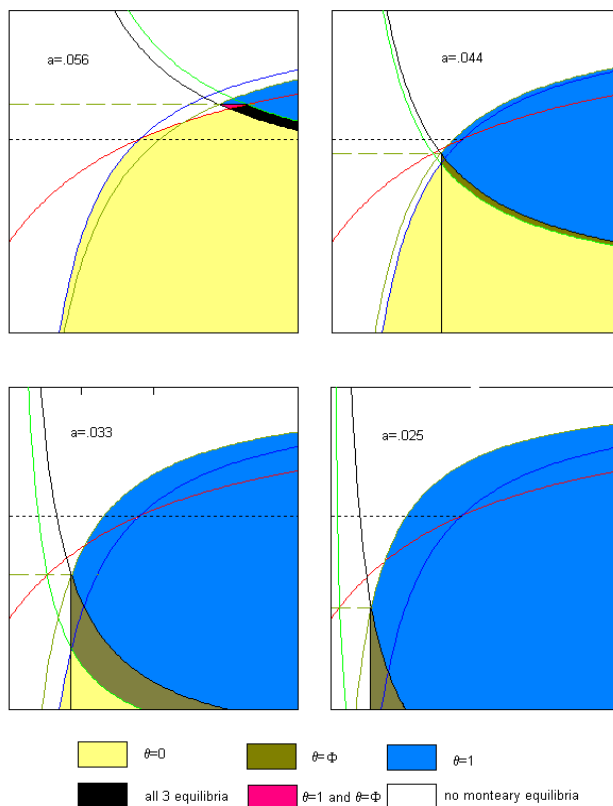 a=.056
a=.044
a=.033
a=.025
θ=0
θ=Φ
θ=1
all 3 equilibria
θ=1 and θ=Φ
no monteary equilibria